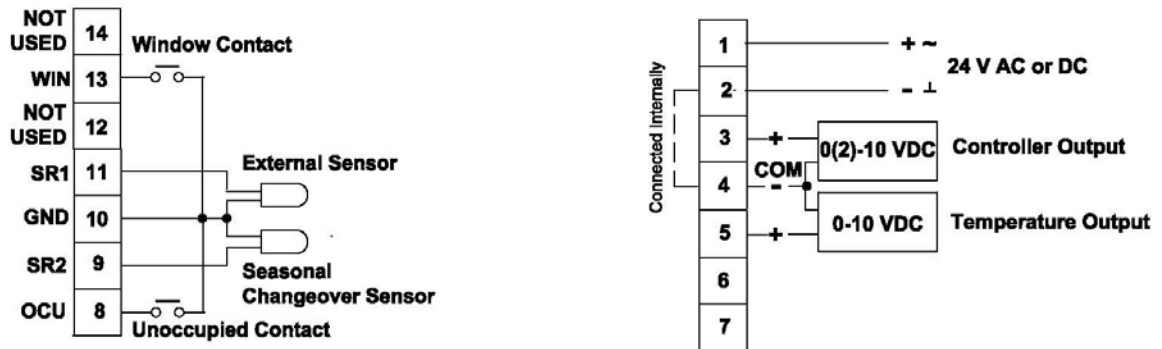 NOT
USED 14
Window Contact
WIN 13
NOT
USED 12
External Sensor
SR1 11
GND 10
SR2 9
Seasonal
Changeover Sensor
OCU 8
Unoccupied Contact
Connected Internally
1 + ~
24 V AC or DC
2 - ⊥
3 + 0(2)-10 VDC Controller Output
COM
4 -
5 + 0-10 VDC Temperature Output
6
7